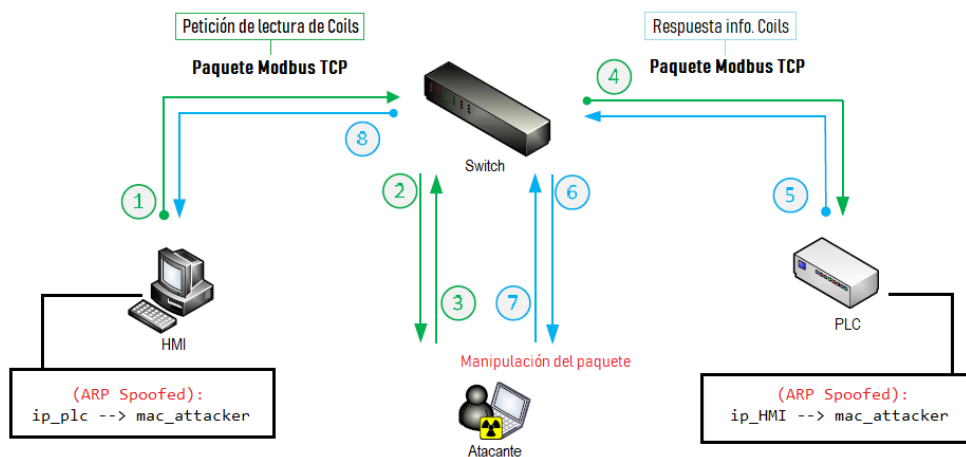 Petición de lectura de Coils
Paquete Modbus TCP
Respuesta info. Coils
Paquete Modbus TCP
4
8
Switch
1
2
6
5
3
7
HMI
PLC
Manipulación del paquete
(ARP Spoofed):
ip_plc --> mac_attacker
(ARP Spoofed):
ip_HMI --> mac_attacker
Atacante